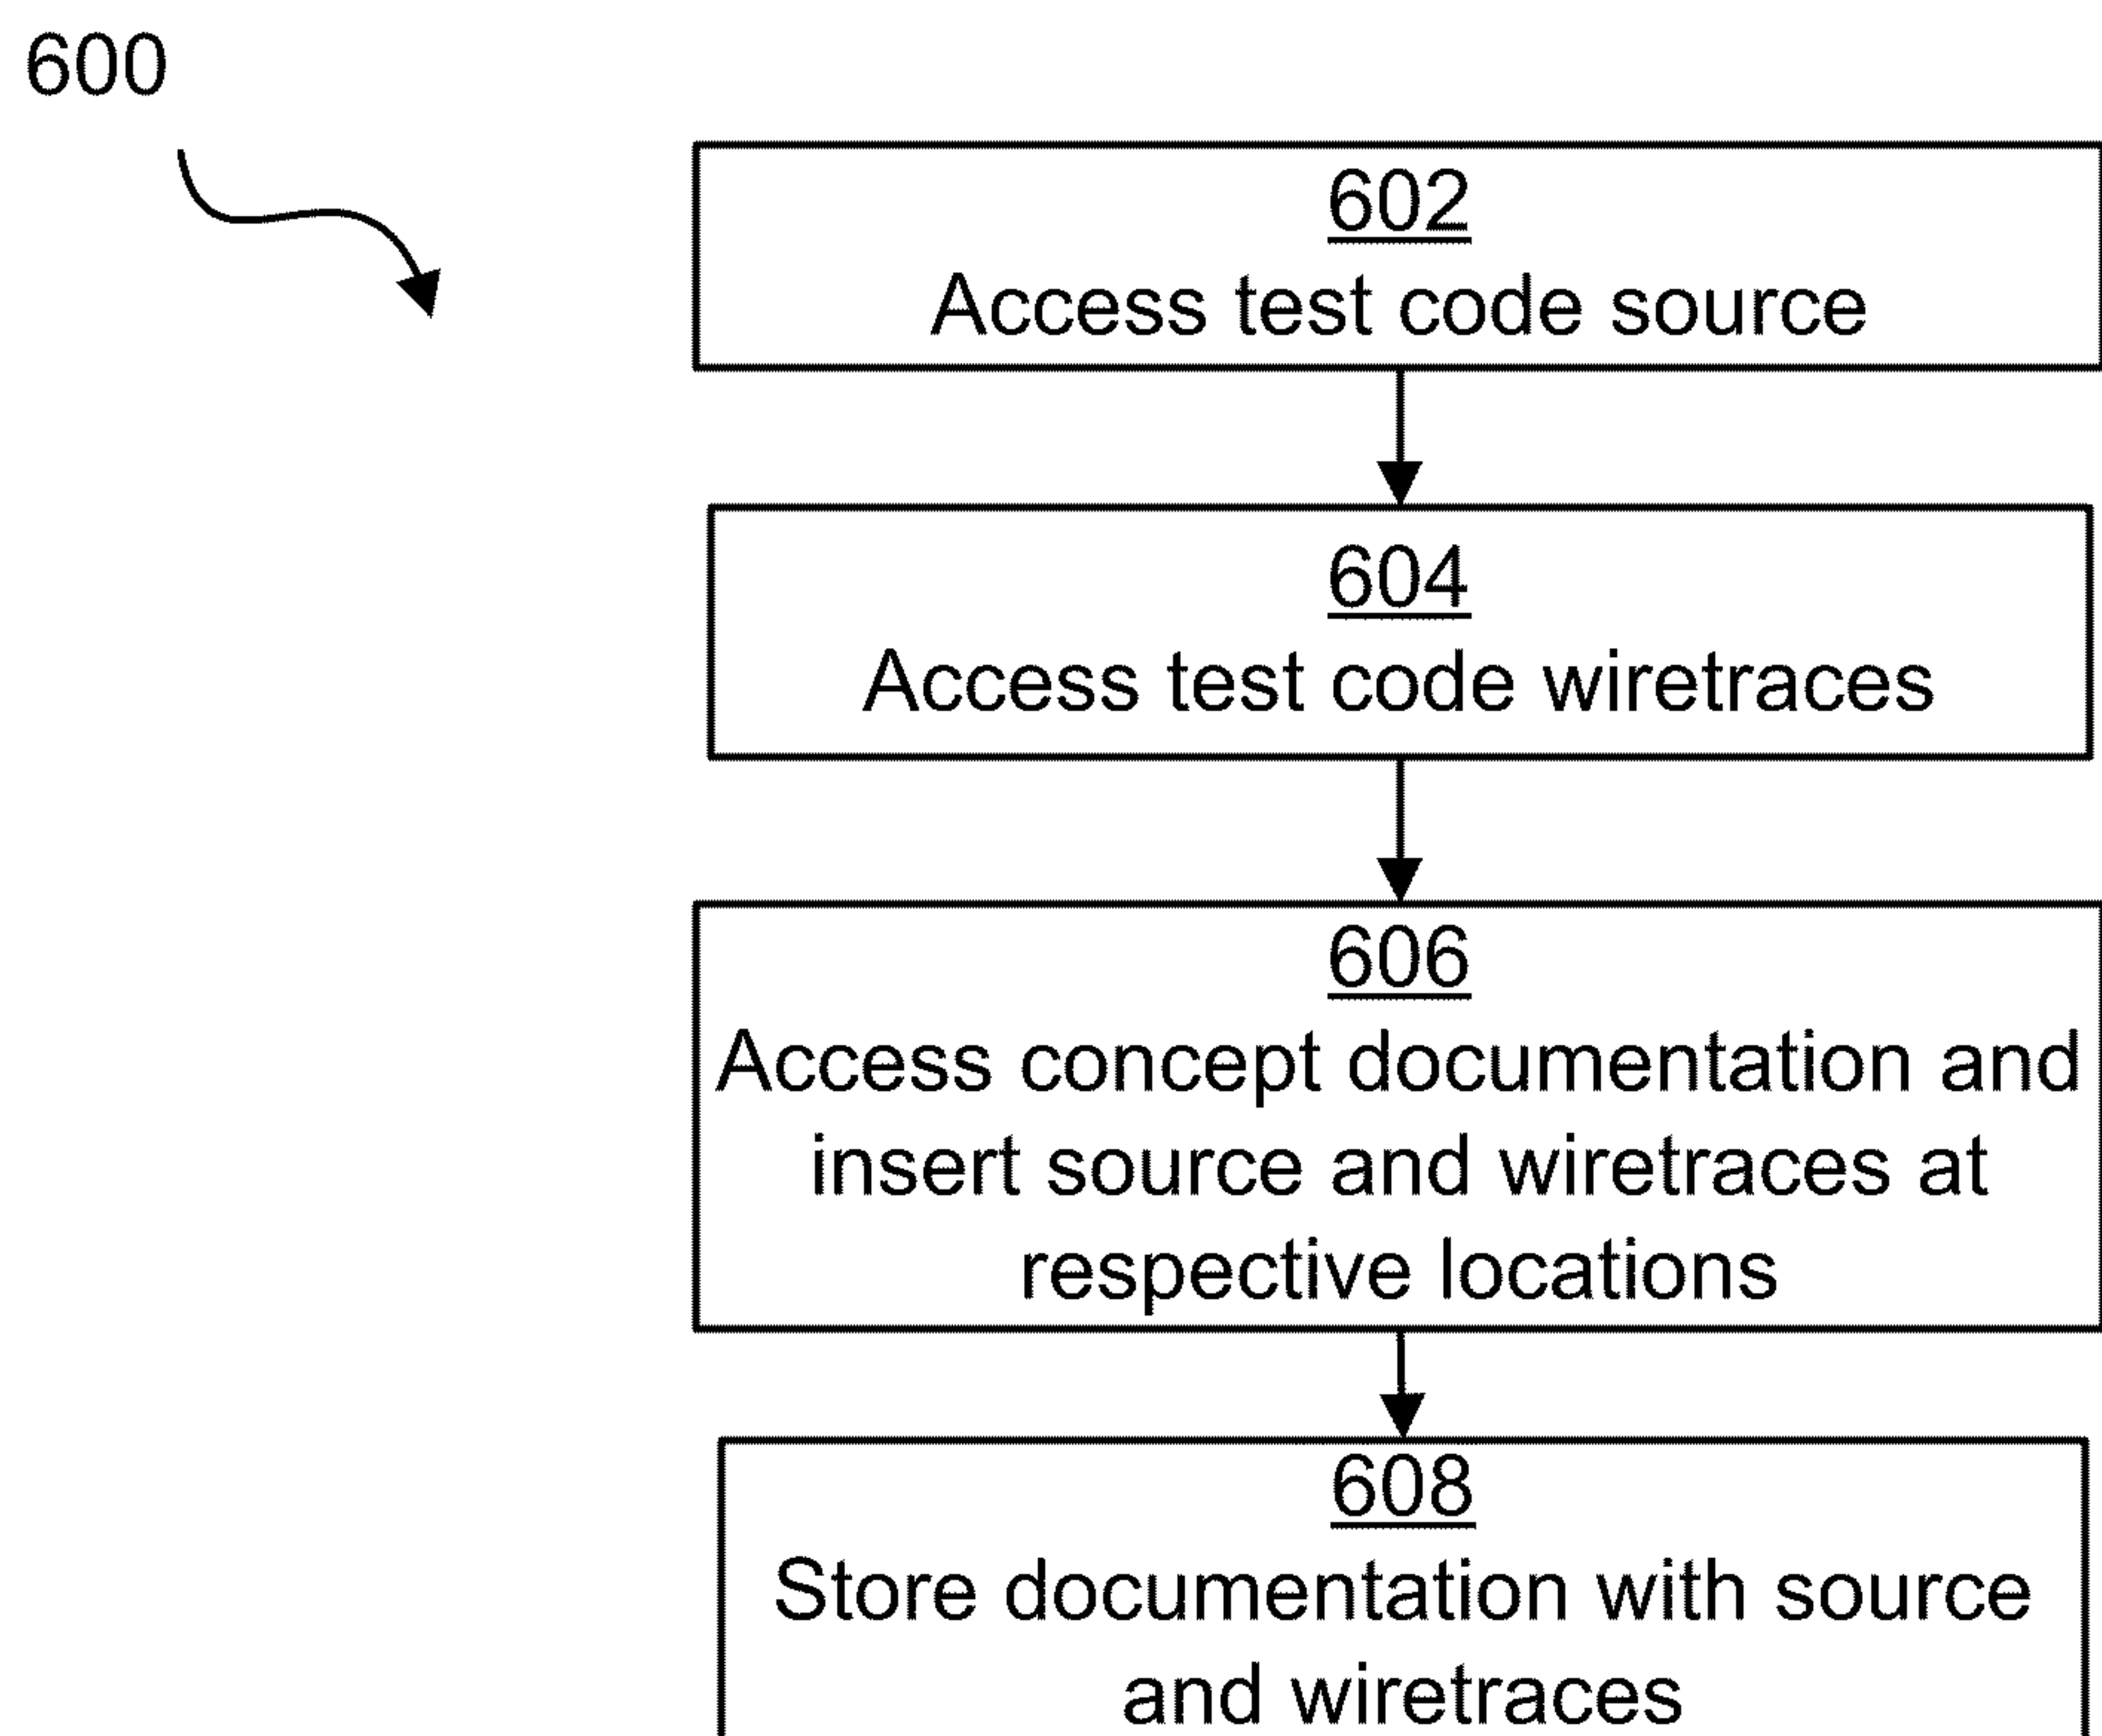 600
602
Access test code source
604
Access test code wiretraces
606
Access concept documentation and
insert source and wiretraces at
respective locations
608
Store documentation with source
and wiretraces